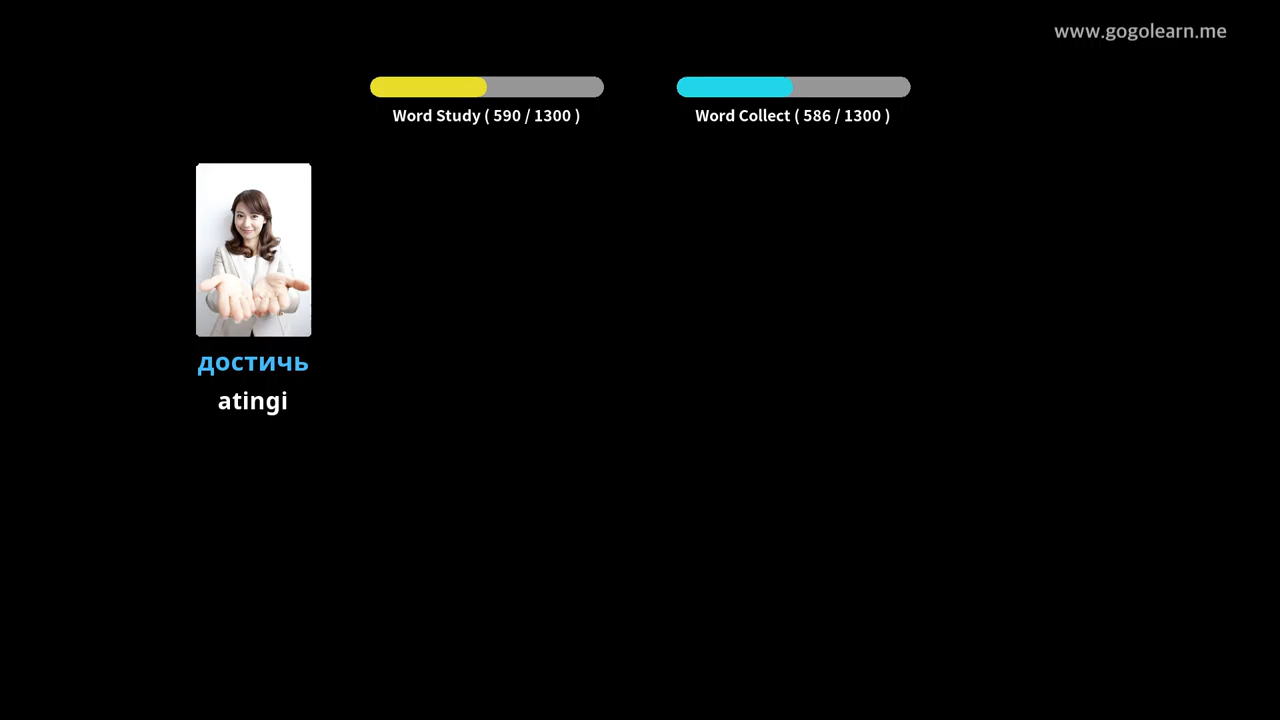 www.gogolearn.me
Word Study ( 590 / 1300 )
Word Collect ( 586 / 1300 )
достичь
atingi